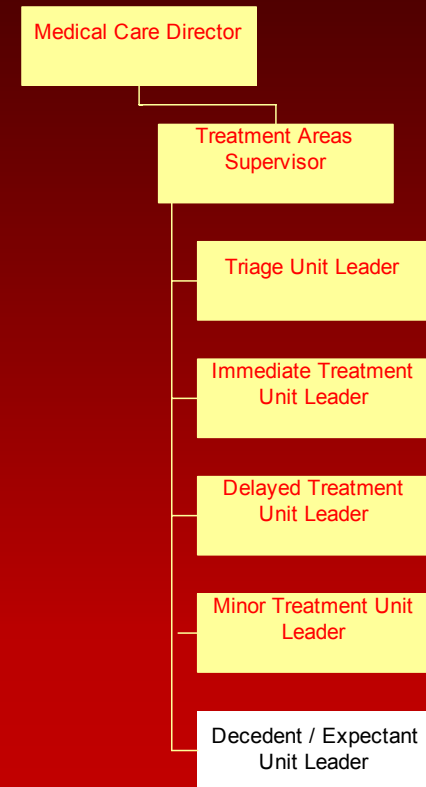 Medical Care Director
Treatment Areas
Supervisor
Triage Unit Leader
Immediate Treatment
Unit Leader
Delayed Treatment
Unit Leader
Minor Treatment Unit
Leader
Decedent / Expectant
Unit Leader